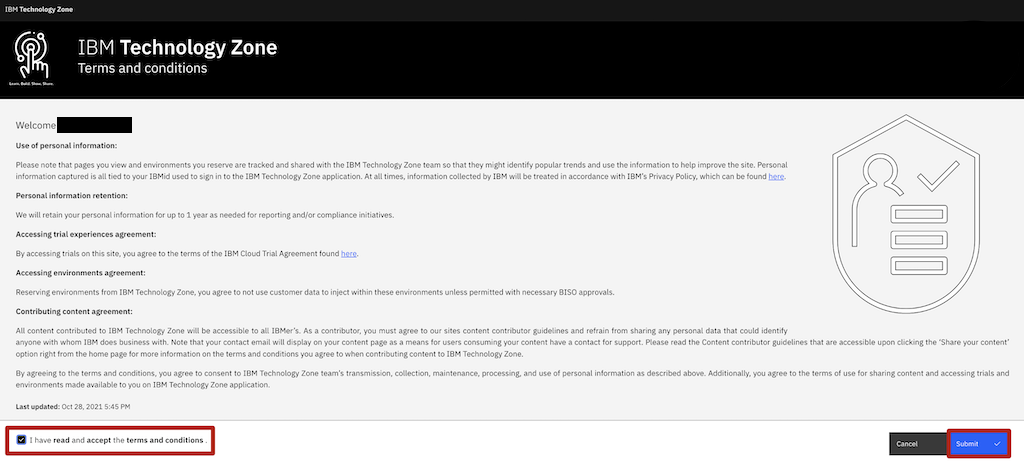 IBM Technology Zone
IBM Technology Zone
Terms and conditions
Learn. Build. Show. Share.
Welcome
Use of personal information:
Please note that pages you view and environments you reserve are tracked and shared with the IBM Technology Zone team so that they might identify popular trends and use the information to help improve the site. Personal
information captured is all tied to your IBMid used to sign in to the IBM Technology Zone application. At all times, information collected by IBM will be treated in accordance with IBM's Privacy Policy, which can be found here.
Personal information retention:
We will retain your personal information for up to 1 year as needed for reporting and/or compliance initiatives.
Accessing trial experiences agreement:
By accessing trials on this site, you agree to the terms of the IBM Cloud Trial Agreement found here.
Accessing environments agreement:
Reserving environments from IBM Technology Zone, you agree to not use customer data to inject within these environments unless permitted with necessary BISO approvals.
Contributing content agreement:
All content contributed to IBM Technology Zone will be accessible to all IBMer's. As a contributor, you must agree to our sites content contributor guidelines and refrain from sharing any personal data that could identify
anyone with whom IBM does business with. Note that your contact email will display on your content page as a means for users consuming your content have a contact for support. Please read the Content contributor guidelines that are accessible upon clicking the 'Share your content'
option right from the home page for more information on the terms and conditions you agree to when contributing content to IBM Technology Zone.
By agreeing to the terms and conditions, you agree to consent to IBM Technology Zone team's transmission, collection, maintenance, processing, and use of personal information as described above. Additionally, you agree to the terms of use for sharing content and accessing trials and
environments made available to you on IBM Technology Zone application.
Last updated: Oct 28, 2021 5:45 PM
I have read and accept the terms and conditions .
Cancel
Submit